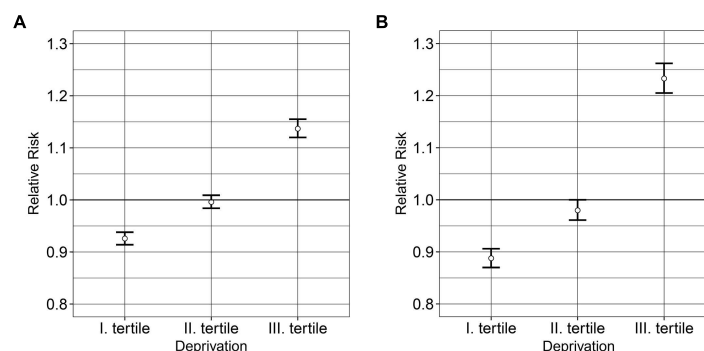 A
Relative Risk
1.3
1.2
1.1
1.0
0.9
0.8
I. tertile II. tertile III. tertile
Deprivation
B
Relative Risk
1.3
1.2
1.1
1.0
0.9
0.8
I. tertile II. tertile III. tertile
Deprivation